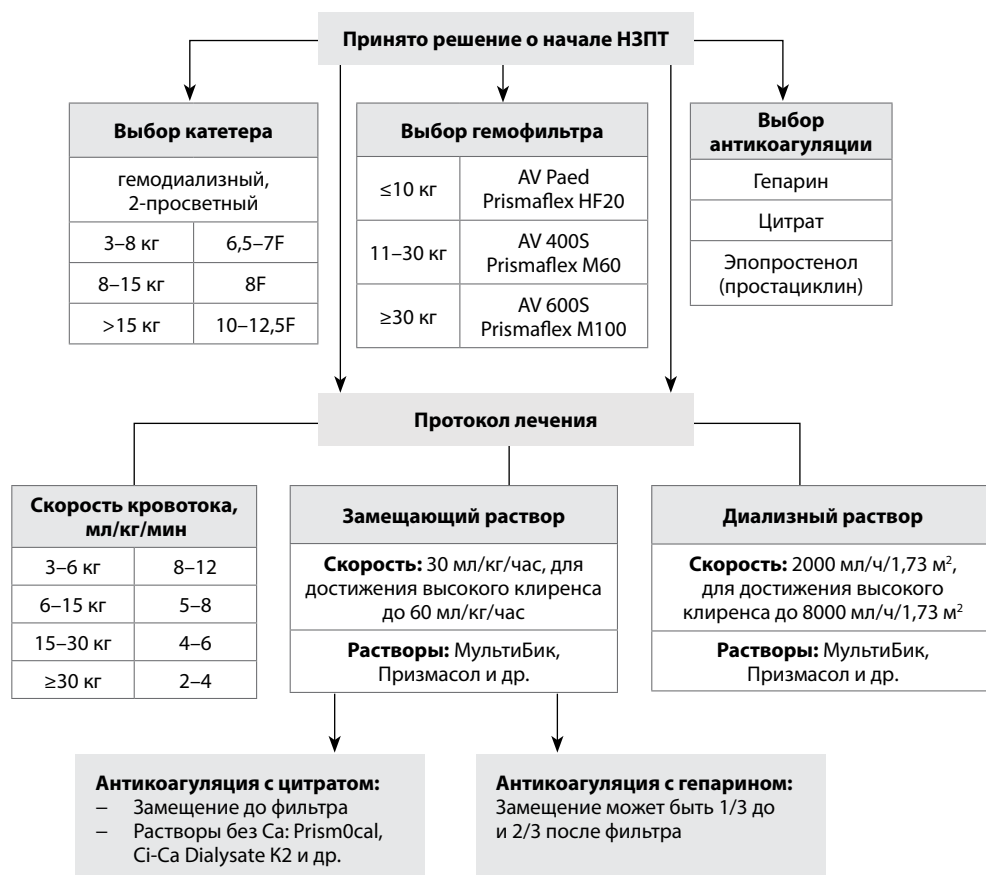 Принято решение о начале НЗПТ
Выбор катетера
гемодиализный,
2-просветный
3–8 кг 6,5–7F
8–15 кг 8F
>15 кг 10–12,5F
Выбор гемофильтра
≤10 кг AV Paed
Prismaflex HF20
11–30 кг AV 400S
Prismaflex M60
≥30 кг AV 600S
Prismaflex M100
Выбор
антикоагуляции
Гепарин
Цитрат
Эпопростенол
(простациклин)
Протокол лечения
Скорость кровотока,
мл/кг/мин
3–6 кг 8–12
6–15 кг 5–8
15–30 кг 4–6
≥30 кг 2–4
Замещающий раствор
Скорость: 30 мл/кг/час, для
достижения высокого клиренса
до 60 мл/кг/час
Растворы: МультиБик,
Призмасол и др.
Диализный раствор
Скорость: 2000 мл/ч/1,73 м²,
для достижения высокого
клиренса до 8000 мл/ч/1,73 м²
Растворы: МультиБик,
Призмасол и др.
Антикоагуляция с цитратом:
– Замещение до фильтра
– Растворы без Ca: Prism0cal,
Ci-Ca Dialysate K2 и др.
Антикоагуляция с гепарином:
Замещение может быть 1/3 до
и 2/3 после фильтра